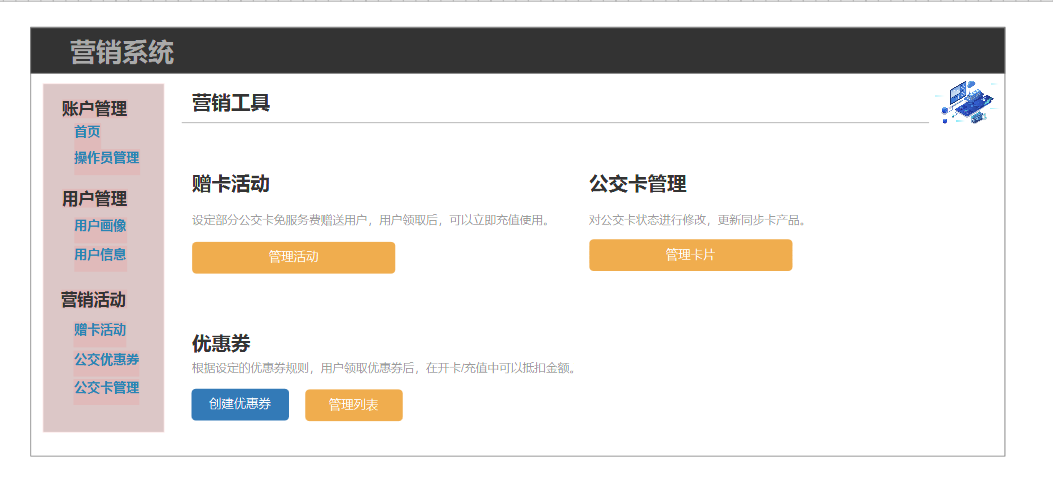 营销系统
账户管理
首页
操作员管理
用户管理
用户画像
用户信息
营销活动
赠卡活动
公交优惠券
公交卡管理
营销工具
赠卡活动
设定部分公交卡免服务费赠送用户，用户领取后，可以立即充值使用。
管理活动
公交卡管理
对公交卡状态进行修改，更新同步卡产品。
管理卡片
优惠券
根据设定的优惠券规则，用户领取优惠券后，在开卡/充值中可以抵扣金额。
创建优惠券
管理列表